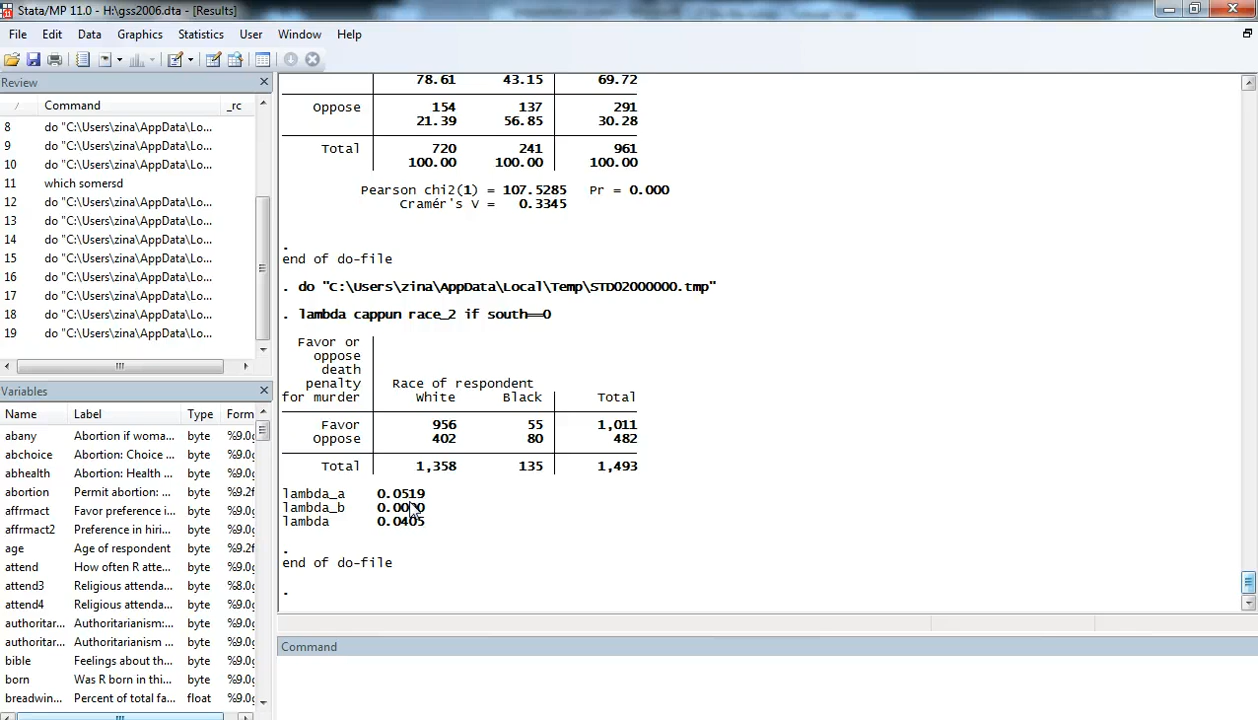 Stata/MP 11.0 - H:\gss2006.dta - [Results]
File Edit Data Graphics Statistics User Window Help
Review
/ Command _rc
8 do "C:\Users\zina\AppData\Lo...
9 do "C:\Users\zina\AppData\Lo...
10 do "C:\Users\zina\AppData\Lo...
11 which somersd
12 do "C:\Users\zina\AppData\Lo...
13 do "C:\Users\zina\AppData\Lo...
14 do "C:\Users\zina\AppData\Lo...
15 do "C:\Users\zina\AppData\Lo...
16 do "C:\Users\zina\AppData\Lo...
17 do "C:\Users\zina\AppData\Lo...
18 do "C:\Users\zina\AppData\Lo...
19 do "C:\Users\zina\AppData\Lo...
Variables
Name Label Type Form
abany Abortion if woma... byte %9.0g
abchoice Abortion: Choice ... byte %9.0g
abhealth Abortion: Health ... byte %9.0g
abortion Permit abortion: ... byte %9.2f
affrmact Favor preference i... byte %9.0g
affrmact2 Preference in hiri... byte %9.0g
age Age of respondent byte %9.2f
attend How often R atte... byte %9.0g
attend3 Religious attenda... byte %8.0g
attend4 Religious attenda... byte %9.0g
authoritar... Authoritarianism: ... byte %9.0g
authoritar... Authoritarianism ... byte %9.0g
bible Feelings about th... byte %9.0g
born Was R born in thi... byte %9.0g
breadwin... Percent of total fa... float %9.0g
78.61 43.15 69.72
Oppose 154 137 291
21.39 56.85 30.28
Total 720 241 961
100.00 100.00 100.00
Pearson chi2(1) = 107.5285 Pr = 0.000
Cramér's V = 0.3345
.
end of do-file
. do "C:\Users\zina\AppData\Local\Temp\STD02000000.tmp"
. lambda cappun race_2 if south==0
Favor or
oppose
death
penalty Race of respondent
for murder White Black Total
Favor 956 55 1,011
Oppose 402 80 482
Total 1,358 135 1,493
lambda_a 0.0519
lambda_b 0.0000
lambda 0.0405
.
end of do-file
.
Command